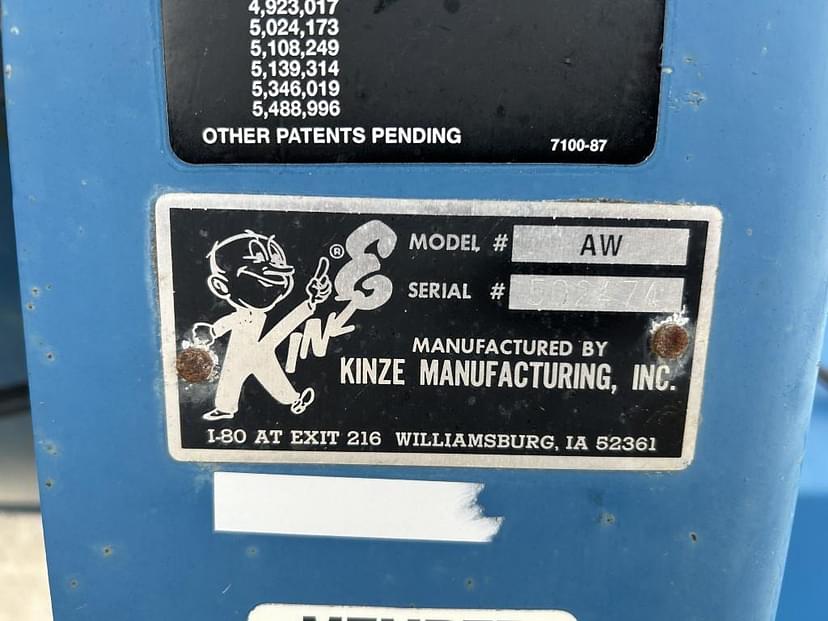 4,923,017
5,024,173
5,108,249
5,139,314
5,346,019
5,488,996
OTHER PATENTS PENDING 7100-87
KINZE ®
MODEL # AW
SERIAL # 502474
MANUFACTURED BY
KINZE MANUFACTURING, INC.
I-80 AT EXIT 216 WILLIAMSBURG, IA 52361